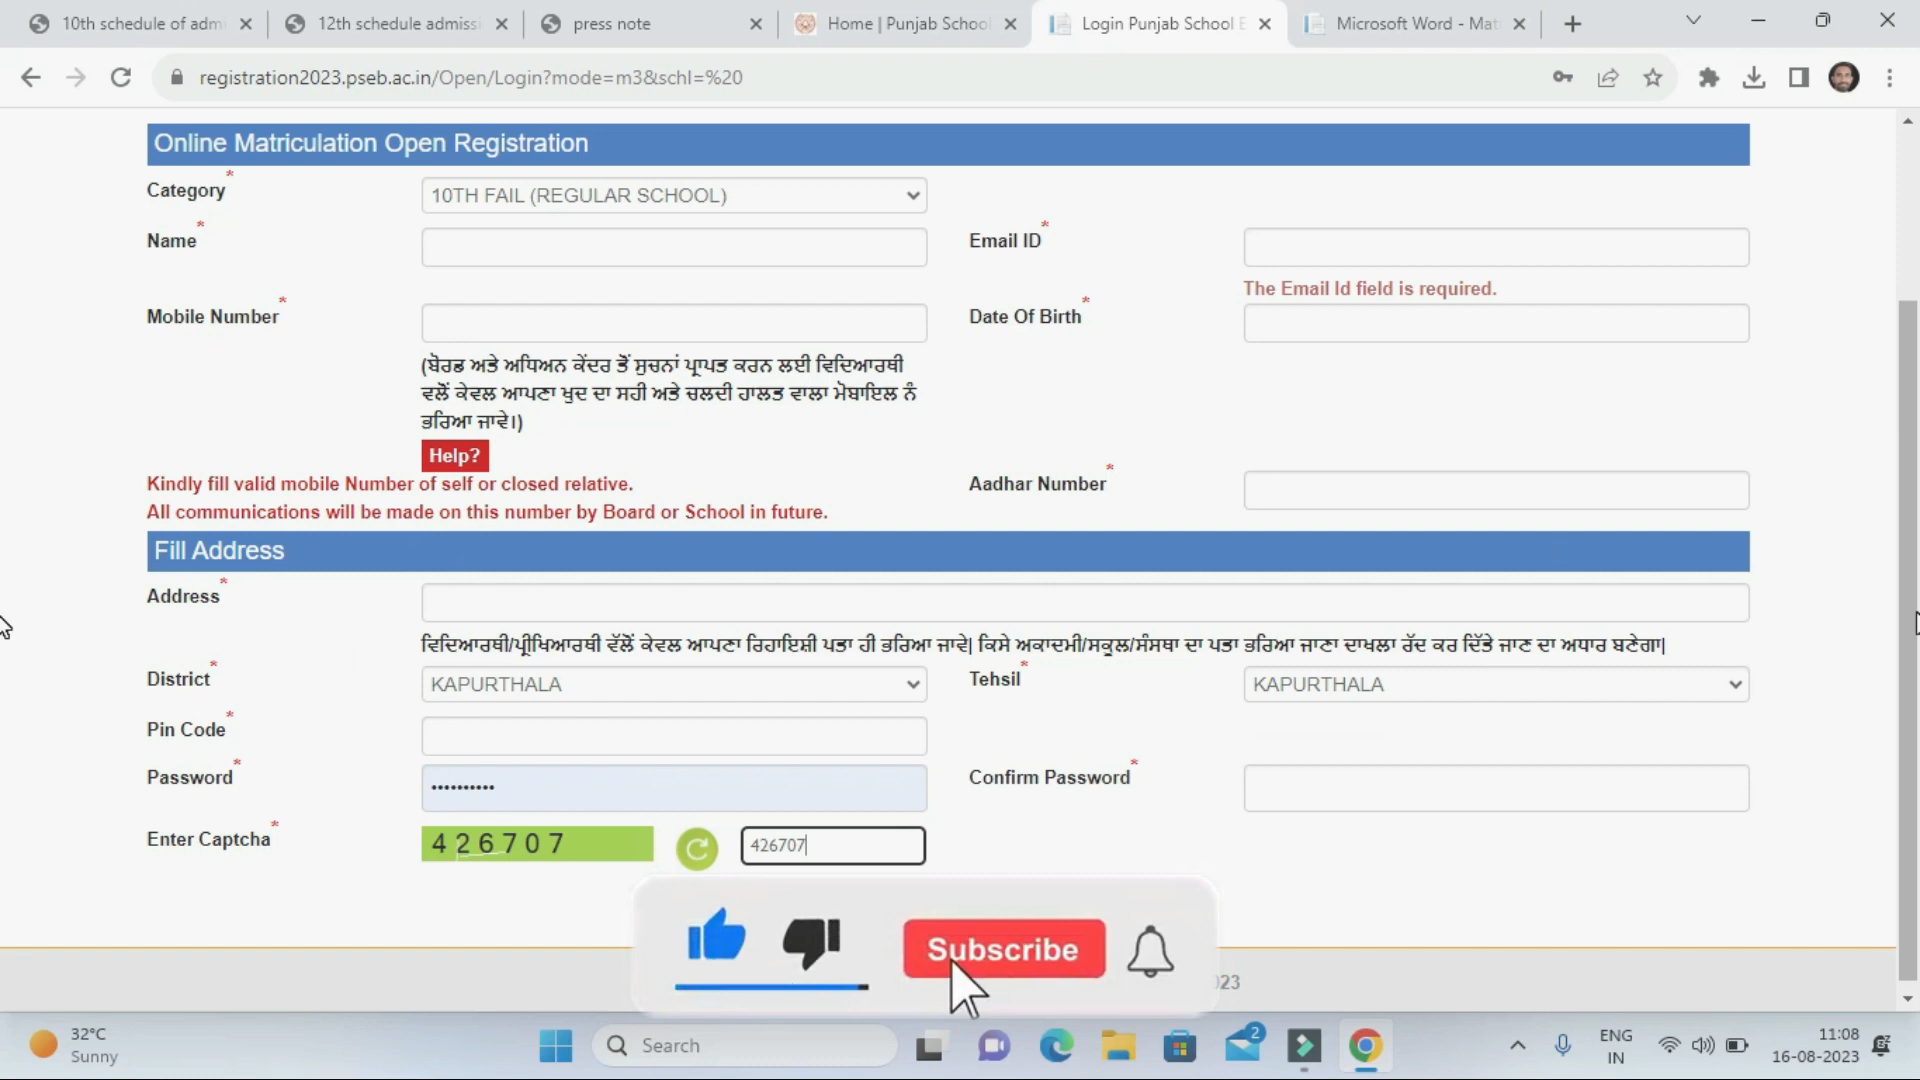 10th schedule of adm
12th schedule admiss
press note
Home | Punjab School
Login Punjab School E
Microsoft Word - Mat
registration2023.pseb.ac.in/Open/Login?mode=m3&schl=%20
Online Matriculation Open Registration
Category*
10TH FAIL (REGULAR SCHOOL)
Name*
Email ID*
The Email Id field is required.
Mobile Number*
Date Of Birth*
(ਬੋਰਡ ਅਤੇ ਅਧਿਅਨ ਕੇਂਦਰ ਤੋਂ ਸੁਚਨਾਂ ਪ੍ਰਾਪਤ ਕਰਨ ਲਈ ਵਿਦਿਆਰਥੀ
ਵਲੋਂ ਕੇਵਲ ਆਪਣਾ ਖੁਦ ਦਾ ਸਹੀ ਅਤੇ ਚਲਦੀ ਹਾਲਤ ਵਾਲਾ ਮੋਬਾਇਲ ਨੰ
ਭਰਿਆ ਜਾਵੇ।)
Help?
Kindly fill valid mobile Number of self or closed relative.
Aadhar Number*
All communications will be made on this number by Board or School in future.
Fill Address
Address*
ਵਿਦਿਆਰਥੀ/ਪ੍ਰੀਖਿਆਰਥੀ ਵੱਲੋਂ ਕੇਵਲ ਆਪਣਾ ਰਿਹਾਇਸ਼ੀ ਪਤਾ ਹੀ ਭਰਿਆ ਜਾਵੇ| ਕਿਸੇ ਅਕਾਦਮੀ/ਸਕੂਲ/ਸੰਸਥਾ ਦਾ ਪਤਾ ਭਰਿਆ ਜਾਣਾ ਦਾਖਲਾ ਰੱਦ ਕਰ ਦਿੱਤੇ ਜਾਣ ਦਾ ਅਧਾਰ ਬਣੇਗਾ|
District*
KAPURTHALA
Tehsil*
KAPURTHALA
Pin Code*
Password*
••••••••••
Confirm Password*
Enter Captcha*
426707
426707
Subscribe
023
32°C
Sunny
Search
2
ENG
IN
11:08
16-08-2023